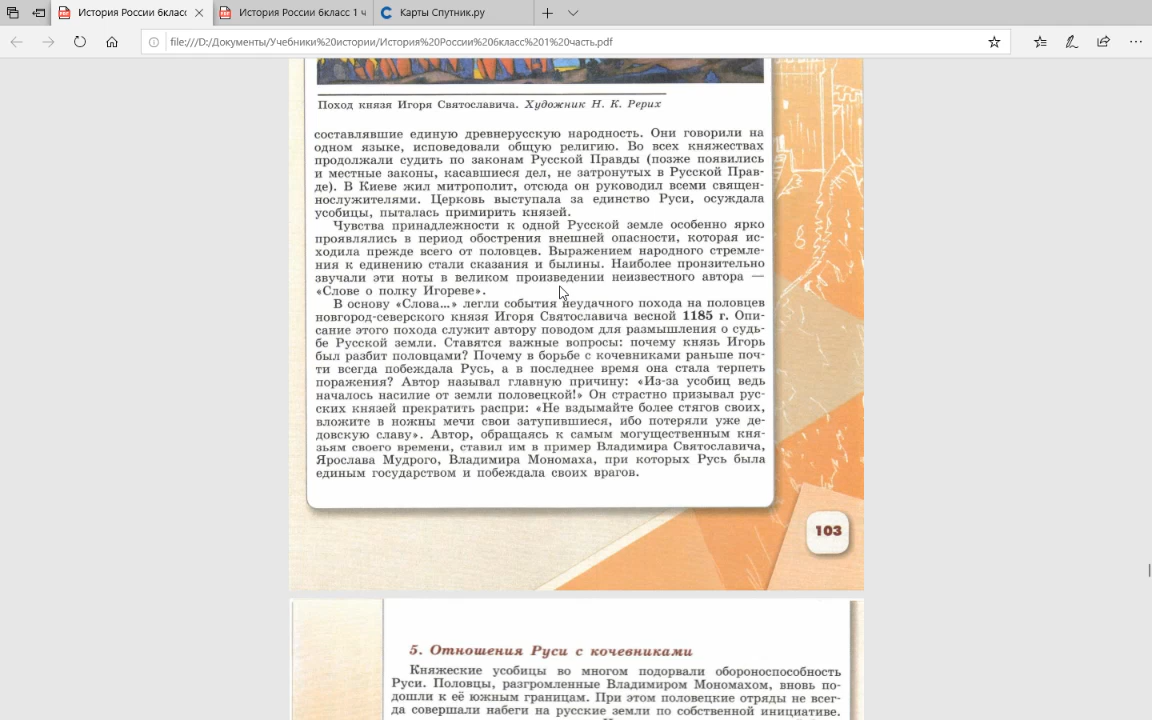 История России 6класс
История России 6класс 1 ч
Карты Спутник.ру
file:///D:/Документы/Учебники%20истории/История%20России%206класс%201%20часть.pdf
Поход князя Игоря Святославича. Художник Н. К. Рерих
составлявшие единую древнерусскую народность. Они говорили на
одном языке, исповедовали общую религию. Во всех княжествах
продолжали судить по законам Русской Правды (позже появились
и местные законы, касавшиеся дел, не затронутых в Русской Прав-
де). В Киеве жил митрополит, отсюда он руководил всеми священ-
нослужителями. Церковь выступала за единство Руси, осуждала
усобицы, пыталась примирить князей.
Чувства принадлежности к одной Русской земле особенно ярко
проявлялись в период обострения внешней опасности, которая ис-
ходила прежде всего от половцев. Выражением народного стремле-
ния к единению стали сказания и былины. Наиболее пронзительно
звучали эти ноты в великом произведении неизвестного автора —
«Слове о полку Игореве».
В основу «Слова...» легли события неудачного похода на половцев
новгород-северского князя Игоря Святославича весной 1185 г. Опи-
сание этого похода служит автору поводом для размышления о судь-
бе Русской земли. Ставятся важные вопросы: почему князь Игорь
был разбит половцами? Почему в борьбе с кочевниками раньше поч-
ти всегда побеждала Русь, а в последнее время она стала терпеть
поражения? Автор называл главную причину: «Из-за усобиц ведь
началось насилие от земли половецкой!» Он страстно призывал рус-
ских князей прекратить распри: «Не вздымайте более стягов своих,
вложите в ножны мечи свои затупившиеся, ибо потеряли уже де-
довскую славу». Автор, обращаясь к самым могущественным кня-
зьям своего времени, ставил им в пример Владимира Святославича,
Ярослава Мудрого, Владимира Мономаха, при которых Русь была
единым государством и побеждала своих врагов.
103
5. Отношения Руси с кочевниками
Княжеские усобицы во многом подорвали обороноспособность
Руси. Половцы, разгромленные Владимиром Мономахом, вновь по-
дошли к её южным границам. При этом половецкие отряды не всег-
да совершали набеги на русские земли по собственной инициативе.